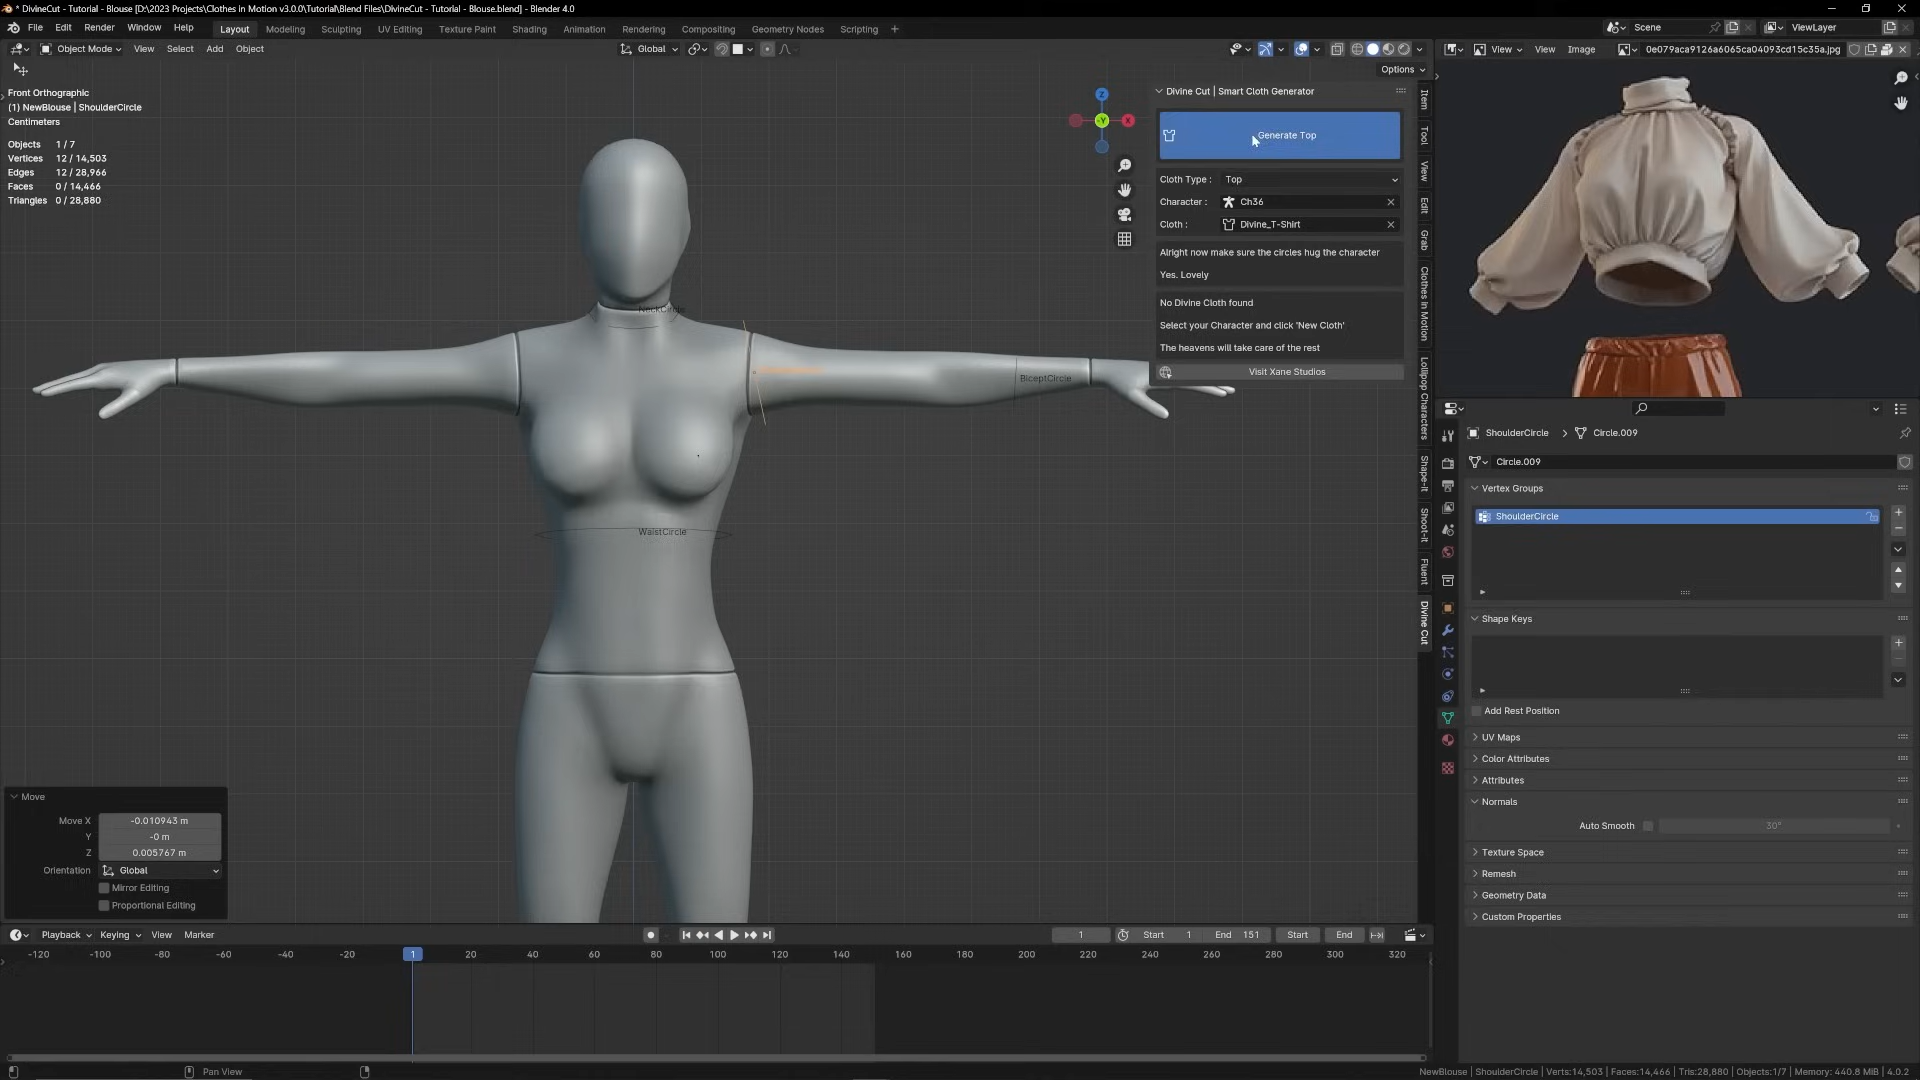 * DivineCut - Tutorial - Blouse [D:\2023 Projects\Clothes in Motion v3.0.0\Tutorial\Blend Files\DivineCut - Tutorial - Blouse.blend] - Blender 4.0
File Edit Render Window Help Layout Modeling Sculpting UV Editing Texture Paint Shading Animation Rendering Compositing Geometry Nodes Scripting + Scene ViewLayer
Object Mode View Select Add Object Global View View Image 0e079aca9126a6065ca04093cd15c35a.jpg
Options
Front Orthographic
(1) NewBlouse | ShoulderCircle
Centimeters
Objects 1 / 7
Vertices 12 / 14,503
Edges 12 / 28,966
Faces 0 / 14,466
Triangles 0 / 28,880
Z
-Y
X
Divine Cut | Smart Cloth Generator
Generate Top
Cloth Type : Top
Character : Ch36
Cloth : Divine_T-Shirt
Alright now make sure the circles hug the character
Yes. Lovely
No Divine Cloth found
Select your Character and click 'New Cloth'
The heavens will take care of the rest
Visit Xane Studios
Item
Tool
View
Edit
Grab
Clothes in Motion
Lollipop Characters
Shape-it
Shoot-it
Fluent
Divine Cut
NeckCircle
BiceptCircle
WaistCircle
ShoulderCircle > Circle.009
Circle.009
Vertex Groups
ShoulderCircle
Shape Keys
Add Rest Position
UV Maps
Color Attributes
Attributes
Normals
Auto Smooth 30°
Texture Space
Remesh
Geometry Data
Custom Properties
Move
Move X -0.010943 m
Y -0 m
Z 0.005767 m
Orientation Global
Mirror Editing
Proportional Editing
Playback Keying View Marker 1 Start 1 End 151 Start End
-120 -100 -80 -60 -40 -20 1 20 40 60 80 100 120 140 160 180 200 220 240 260 280 300 320
Pan View
NewBlouse | ShoulderCircle | Verts:14,503 | Faces:14,466 | Tris:28,880 | Objects:1/7 | Memory: 440.8 MiB | 4.0.2